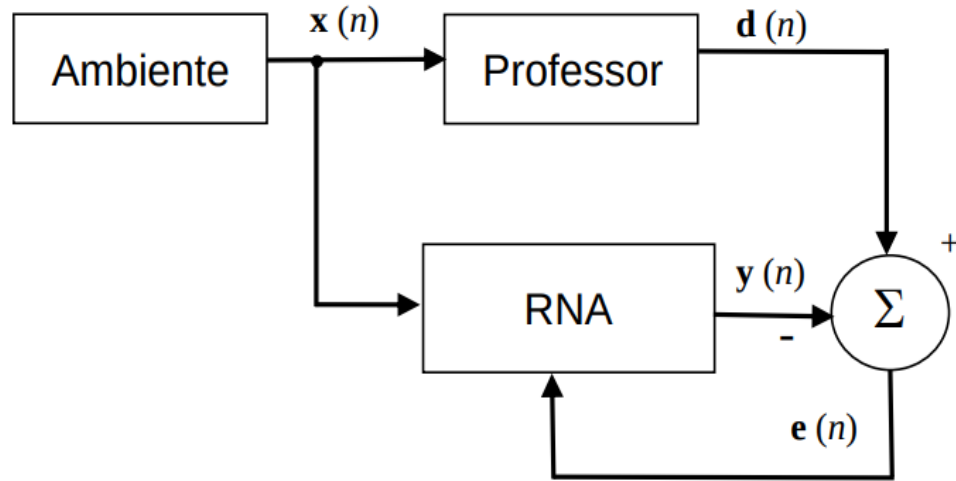 x (n)
d (n)
Ambiente
Professor
+
y (n)
RNA
Σ
-
e (n)